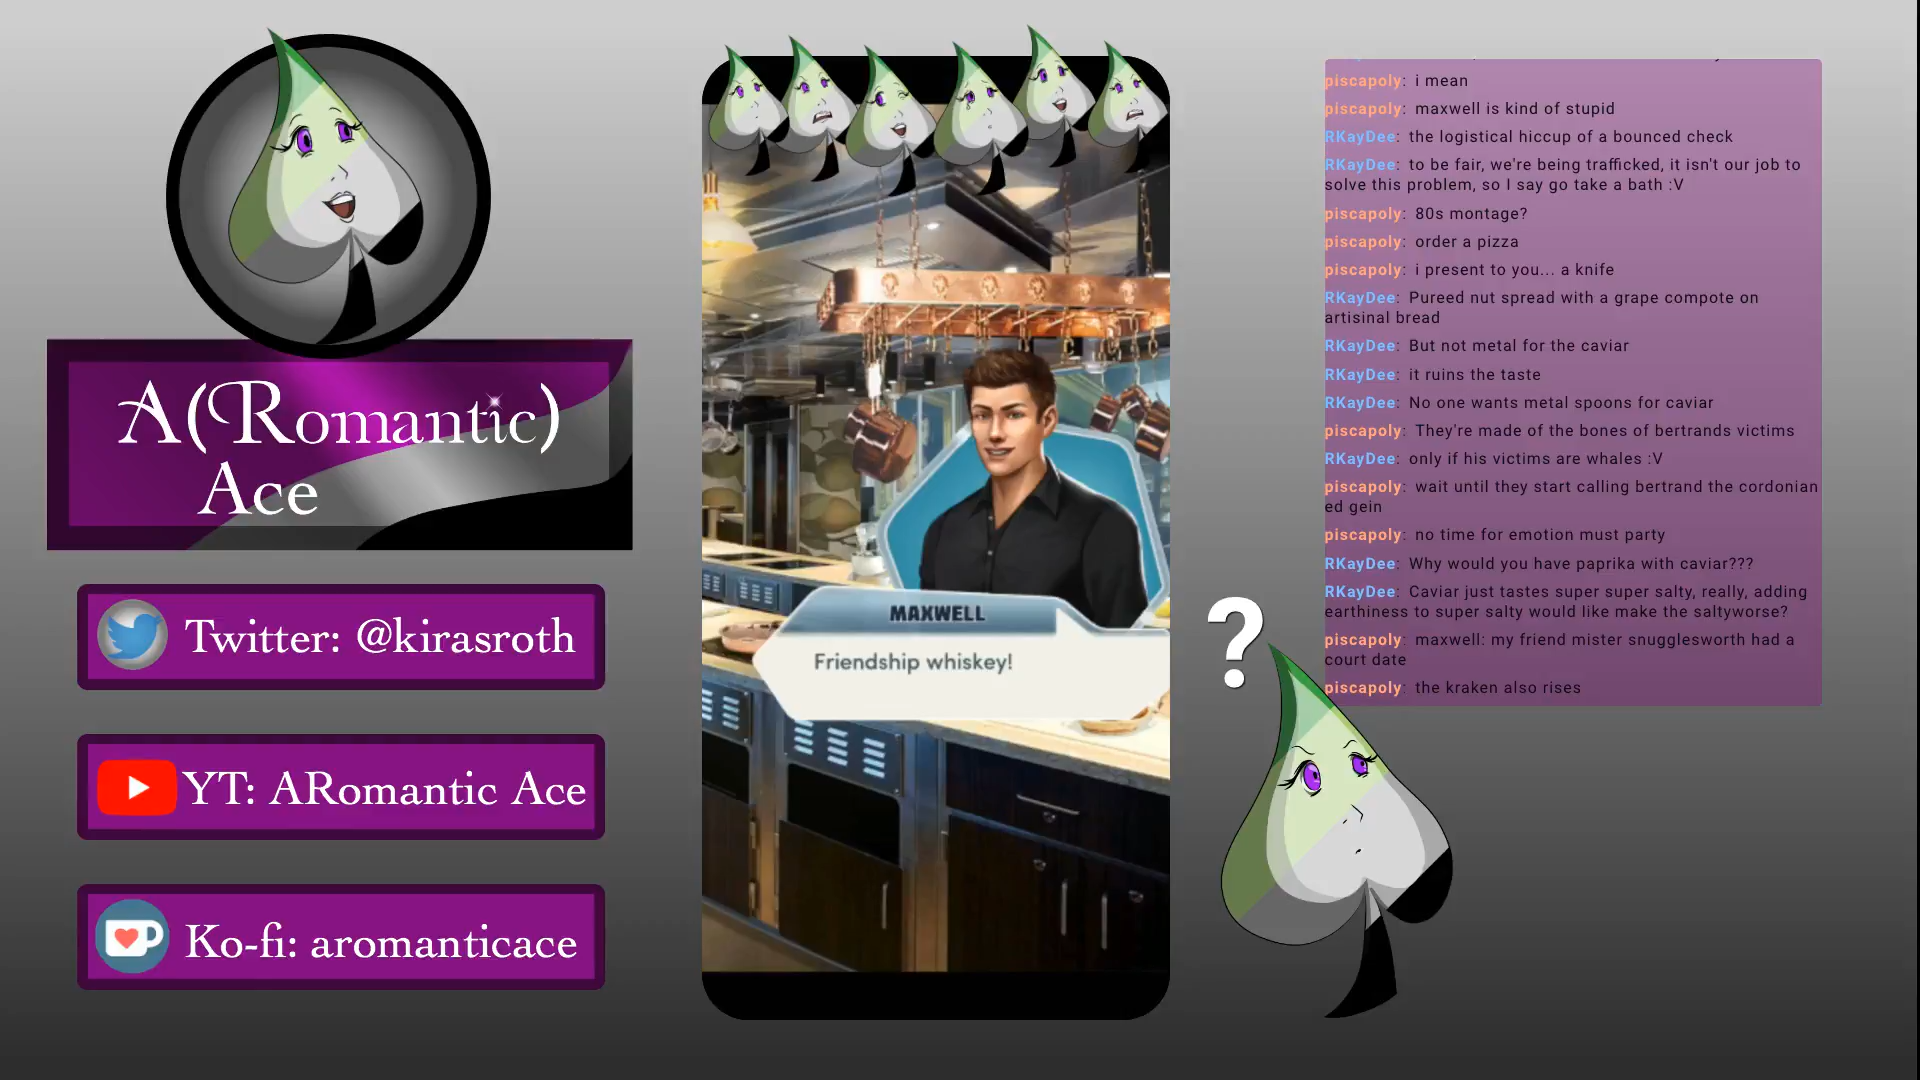 A(Romantic)
Ace
Twitter: @kirasroth
YT: ARomantic Ace
Ko-fi: aromanticace
MAXWELL
Friendship whiskey!
?
piscapoly: i mean
piscapoly: maxwell is kind of stupid
RKayDee: the logistical hiccup of a bounced check
RKayDee: to be fair, we're being trafficked, it isn't our job to
solve this problem, so I say go take a bath :V
piscapoly: 80s montage?
piscapoly: order a pizza
piscapoly: i present to you... a knife
RKayDee: Pureed nut spread with a grape compote on
artisinal bread
RKayDee: But not metal for the caviar
RKayDee: it ruins the taste
RKayDee: No one wants metal spoons for caviar
piscapoly: They're made of the bones of bertrands victims
RKayDee: only if his victims are whales :V
piscapoly: wait until they start calling bertrand the cordonian
ed gein
piscapoly: no time for emotion must party
RKayDee: Why would you have paprika with caviar???
RKayDee: Caviar just tastes super super salty, really, adding
earthiness to super salty would like make the saltyworse?
piscapoly: maxwell: my friend mister snugglesworth had a
court date
piscapoly: the kraken also rises